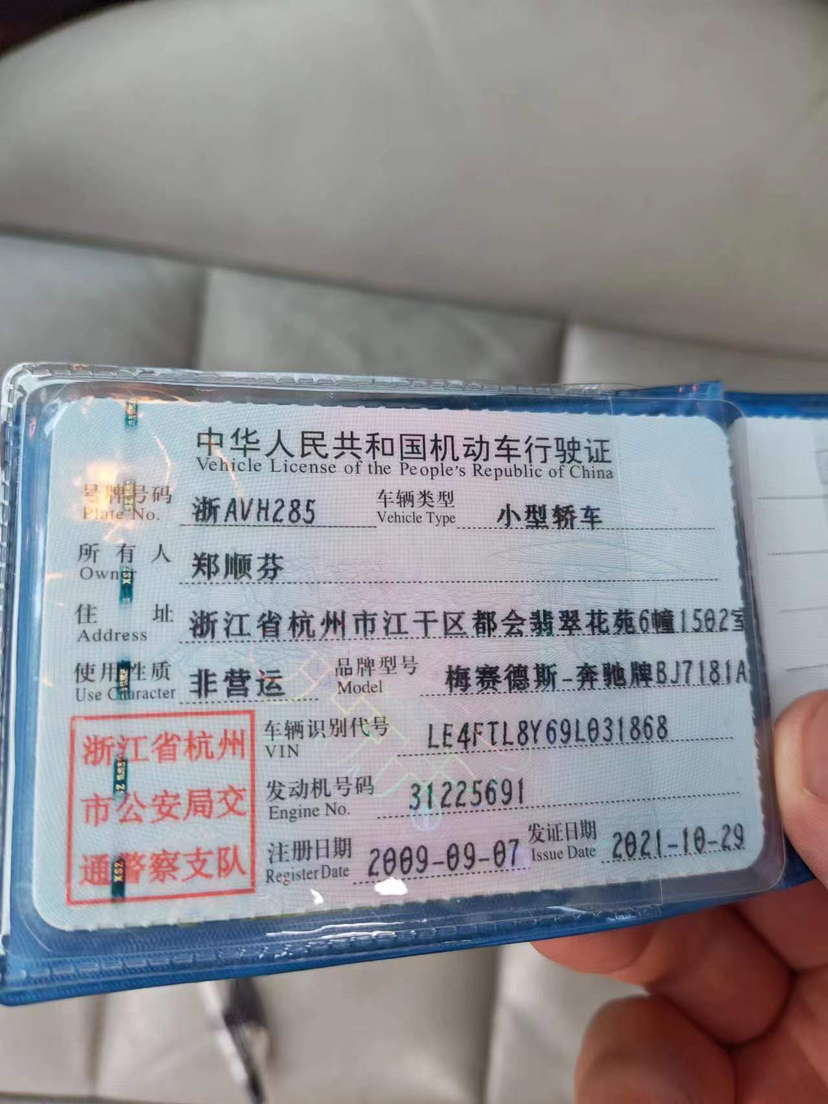 中华人民共和国机动车行驶证
Vehicle License of the People's Republic of China
号牌号码 浙AVH285 车辆类型 小型轿车
Plate No. Vehicle Type
所有人 郑顺芬
Owner
住址 浙江省杭州市江干区都会翡翠花苑6幢1502室
Address
使用性质 非营运 品牌型号 梅赛德斯-奔驰牌BJ7181A
Use Character Model
浙江省杭州
市公安局交
通警察支队
车辆识别代号 LE4FTL8Y69L031868
VIN
发动机号码 31225691
Engine No.
注册日期 2009-09-07 发证日期 2021-10-29
Register Date Issue Date